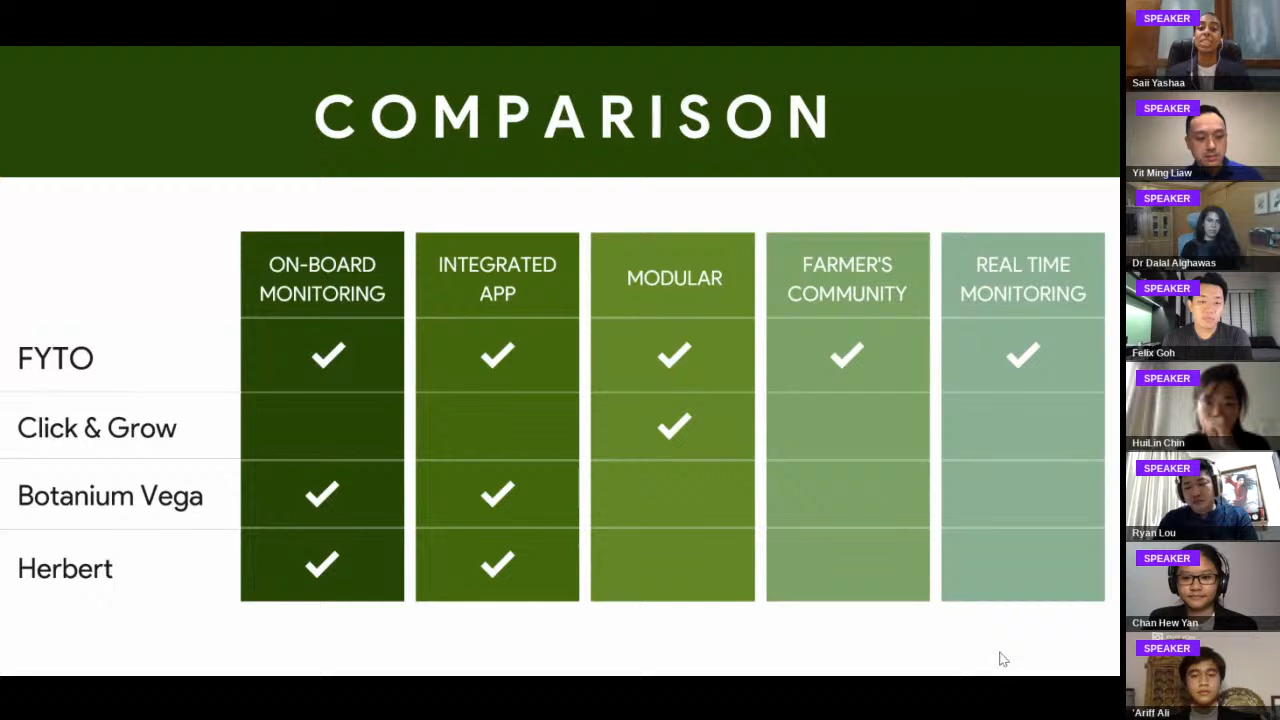 COMPARISON
ON-BOARD
MONITORING
INTEGRATED
APP
MODULAR
FARMER'S
COMMUNITY
REAL TIME
MONITORING
FYTO
Click & Grow
Botanium Vega
Herbert
SPEAKER
Saii Yashaa
SPEAKER
Yit Ming Liaw
SPEAKER
Dr Dalal Alghawas
SPEAKER
Felix Goh
SPEAKER
HuiLin Chin
SPEAKER
Ryan Lou
SPEAKER
Chan Hew Yan
SPEAKER
'Ariff Ali